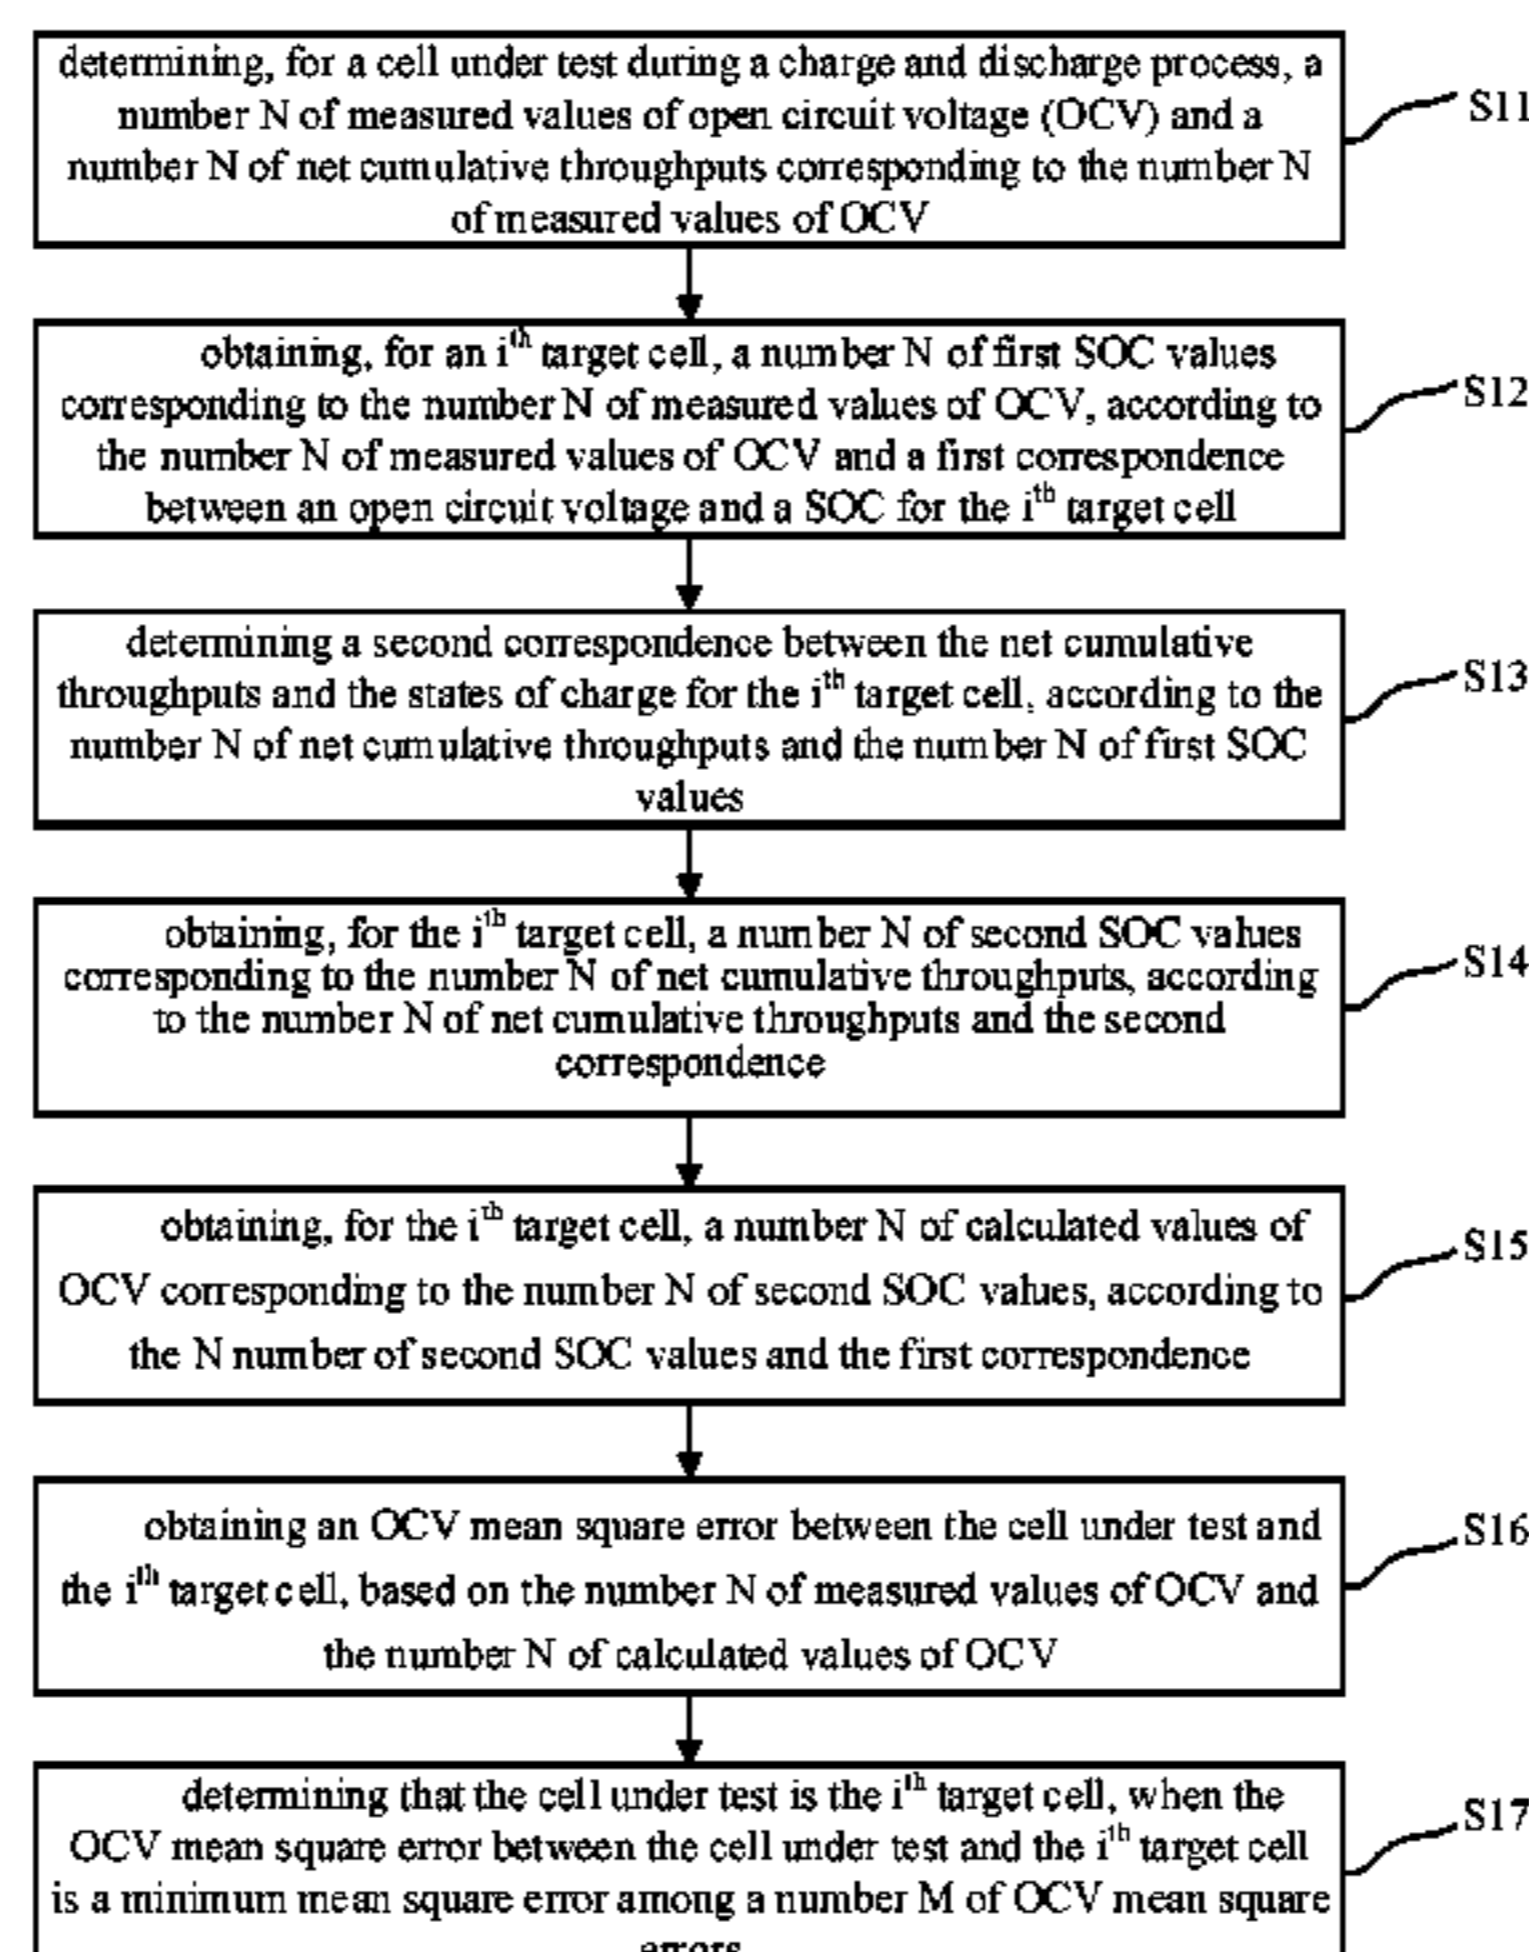 determining, for a cell under test during a charge and discharge process, a
number N of measured values of open circuit voltage (OCV) and a
number N of net cumulative throughputs corresponding to the number N
of measured values of OCV
S11
obtaining, for an i^th target cell, a number N of first SOC values
corresponding to the number N of measured values of OCV, according to
the number N of measured values of OCV and a first correspondence
between an open circuit voltage and a SOC for the i^th target cell
S12
determining a second correspondence between the net cumulative
throughputs and the states of charge for the i^th target cell, according to the
number N of net cumulative throughputs and the number N of first SOC
values
S13
obtaining, for the i^th target cell, a number N of second SOC values
corresponding to the number N of net cumulative throughputs, according
to the number N of net cumulative throughputs and the second
correspondence
S14
obtaining, for the i^th target cell, a number N of calculated values of
OCV corresponding to the number N of second SOC values, according to
the N number of second SOC values and the first correspondence
S15
obtaining an OCV mean square error between the cell under test and
the i^th target cell, based on the number N of measured values of OCV and
the number N of calculated values of OCV
S16
determining that the cell under test is the i^th target cell, when the
OCV mean square error between the cell under test and the i^th target cell
is a minimum mean square error among a number M of OCV mean square
errors
S17